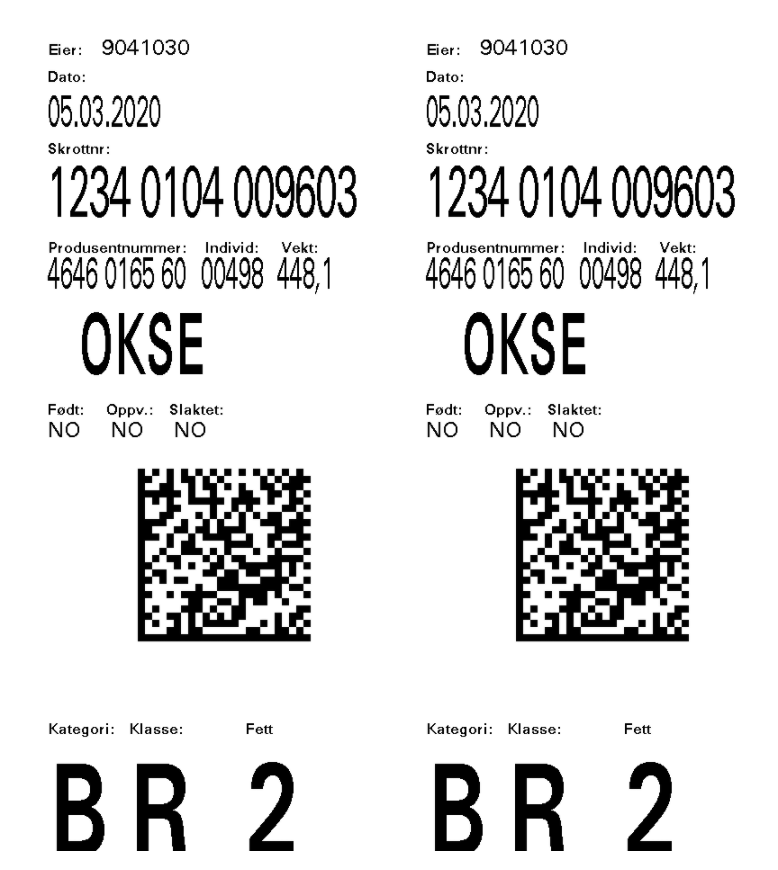 Eier: 9041030
Dato:
05.03.2020
Skrottnr:
1234 0104 009603
Produsentnummer: Individ: Vekt:
4646 0165 60 00498 448,1
OKSE
Født: Oppv.: Slaktet:
NO NO NO
Kategori: Klasse: Fett
B R 2
Eier: 9041030
Dato:
05.03.2020
Skrottnr:
1234 0104 009603
Produsentnummer: Individ: Vekt:
4646 0165 60 00498 448,1
OKSE
Født: Oppv.: Slaktet:
NO NO NO
Kategori: Klasse: Fett
B R 2